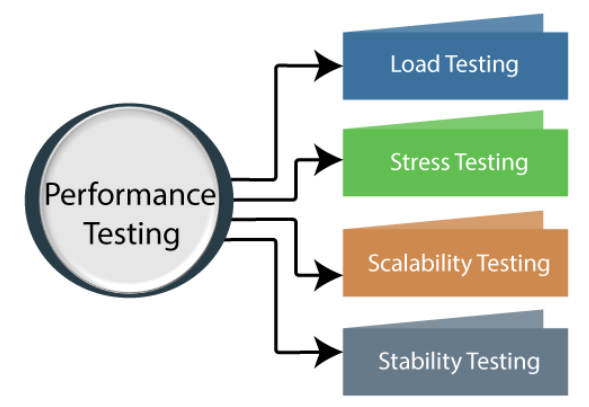 Performance
Testing
Load Testing
Stress Testing
Scalability Testing
Stability Testing